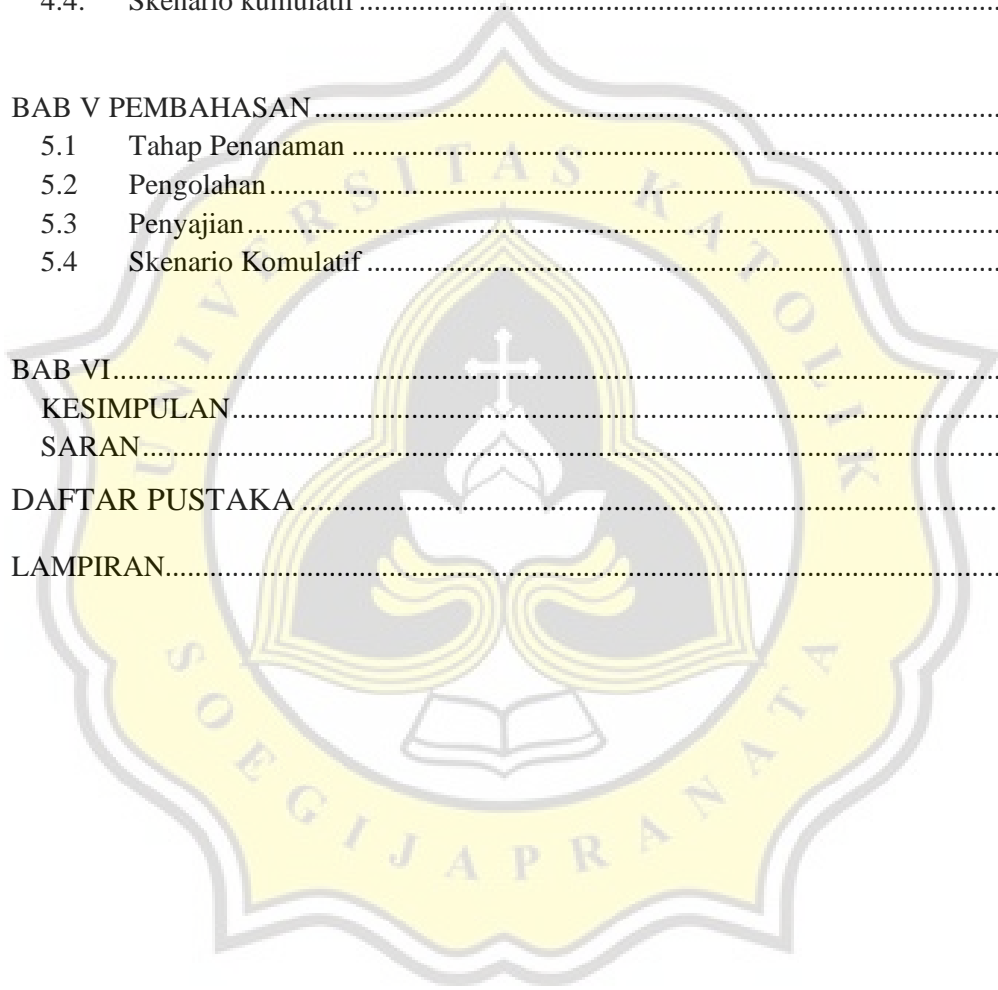 4.4. Skenario kumulatif ........................................................................
BAB V PEMBAHASAN ........................................................................
5.1 Tahap Penanaman ........................................................................
5.2 Pengolahan ........................................................................
5.3 Penyajian ........................................................................
5.4 Skenario Komulatif ........................................................................
BAB VI ........................................................................
KESIMPULAN ........................................................................
SARAN ........................................................................
DAFTAR PUSTAKA ........................................................................
LAMPIRAN ........................................................................
UNIVERSITAS KATOLIK
SOEGIJAPRANATA